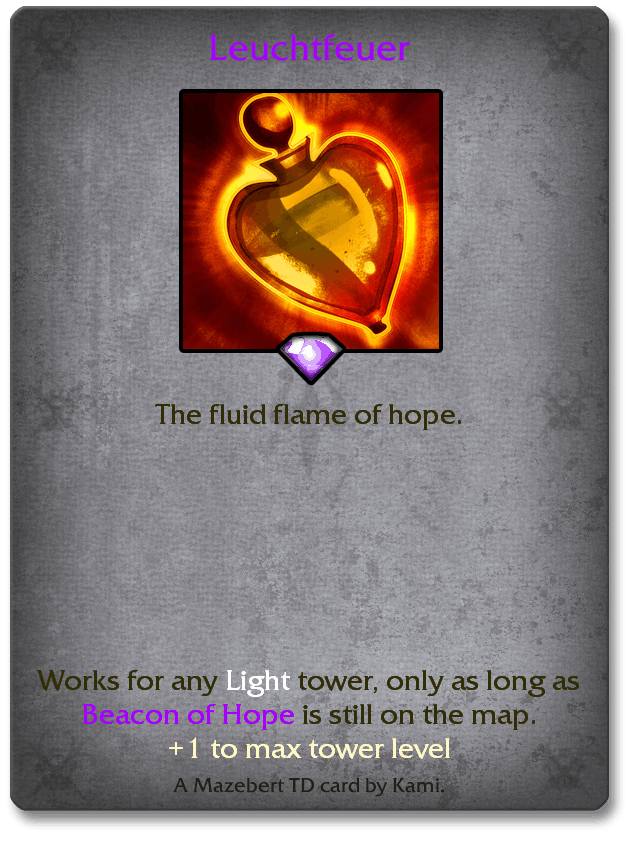 Leuchtfeuer
The fluid flame of hope.
Works for any Light tower, only as long as
Beacon of Hope is still on the map.
+1 to max tower level
A Mazebert TD card by Kami.